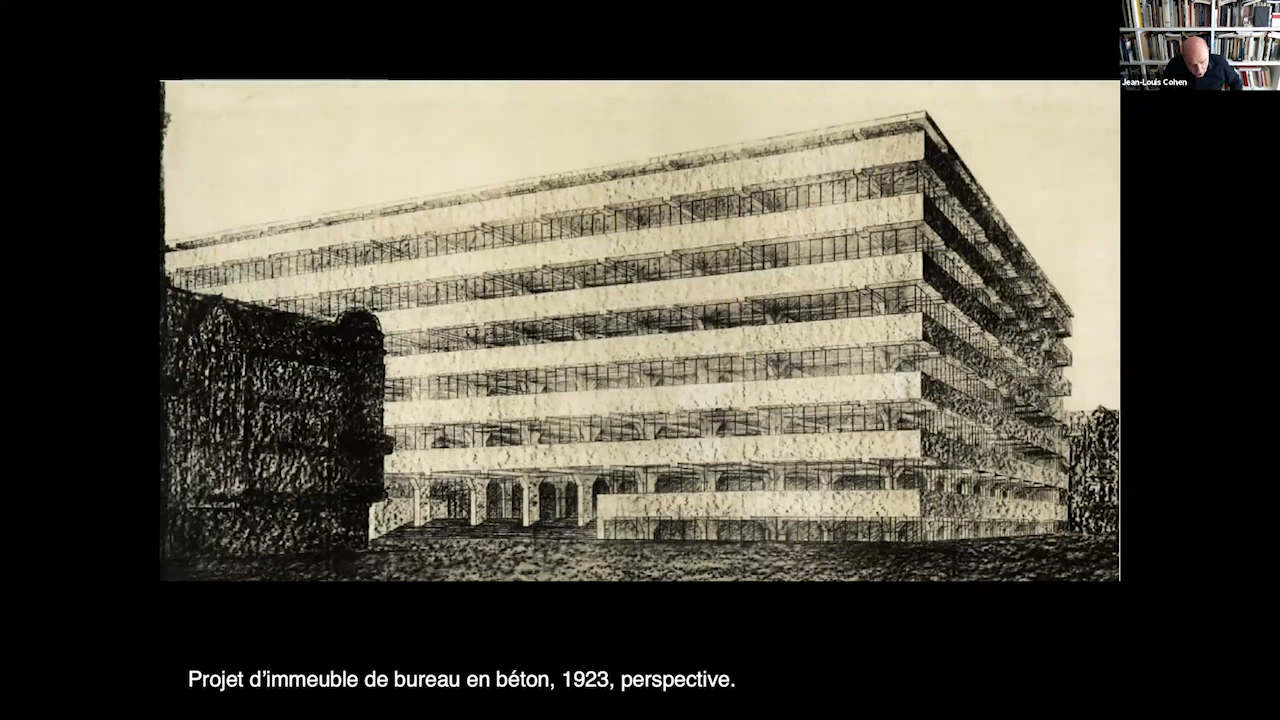 Jean-Louis Cohen
Projet d'immeuble de bureau en béton, 1923, perspective.